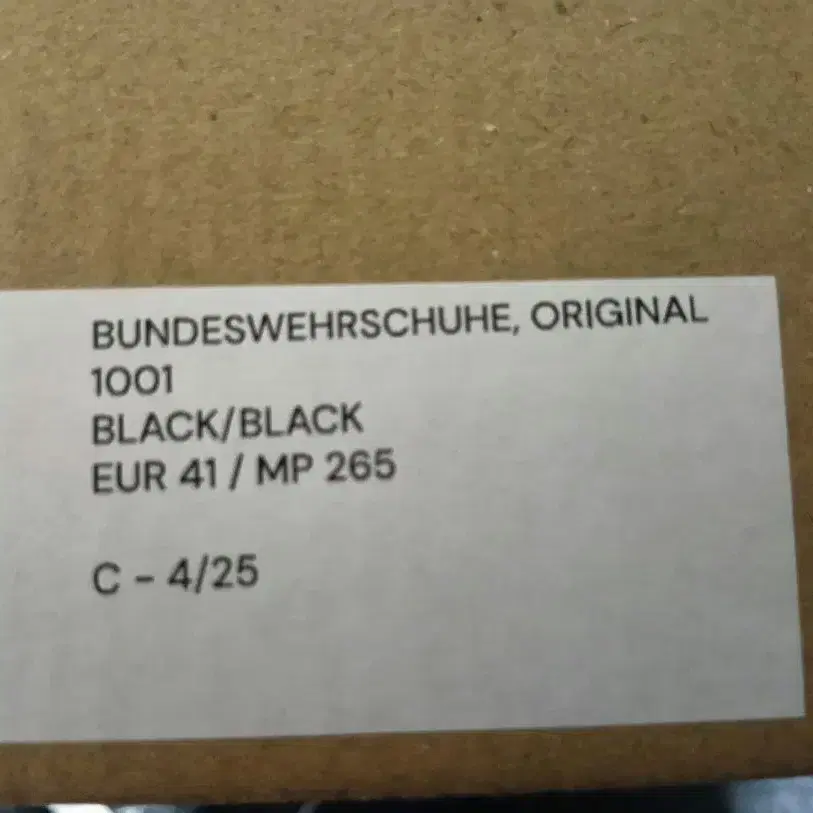 BUNDESWEHRSCHUHE, ORIGINAL
1001
BLACK/BLACK
EUR 41 / MP 265
C - 4/25